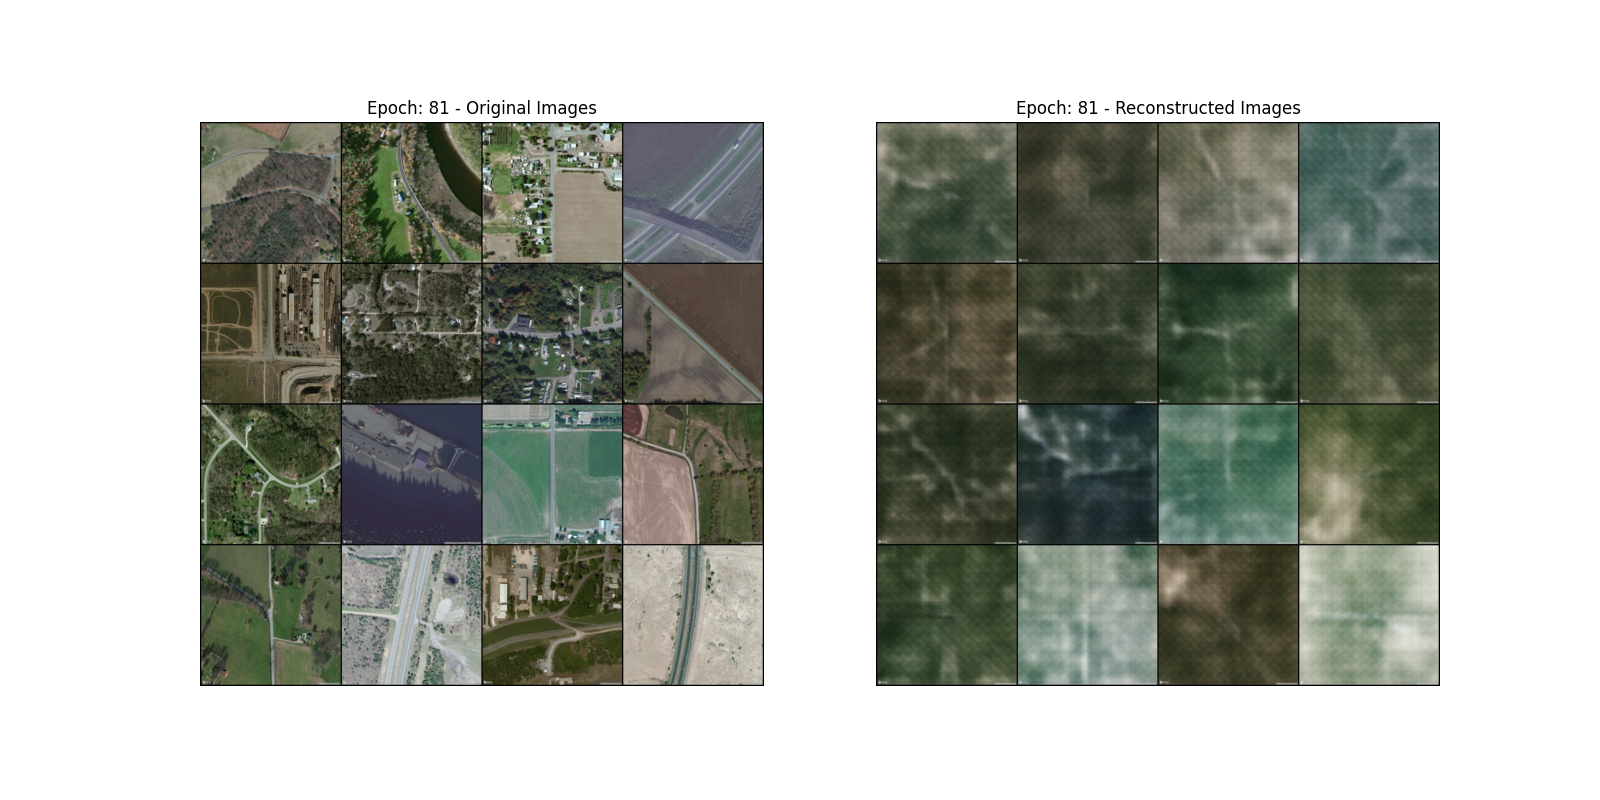 Epoch: 81 - Original Images
Epoch: 81 - Reconstructed Images